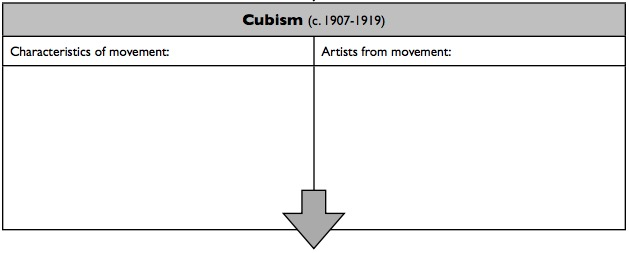 Cubism (c. 1907-1919)
Characteristics of movement:
Artists from movement: